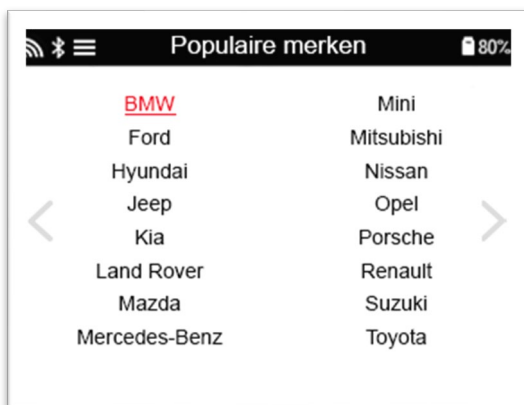 Populaire merken 80%
BMW
Ford
Hyundai
Jeep
Kia
Land Rover
Mazda
Mercedes-Benz
Mini
Mitsubishi
Nissan
Opel
Porsche
Renault
Suzuki
Toyota